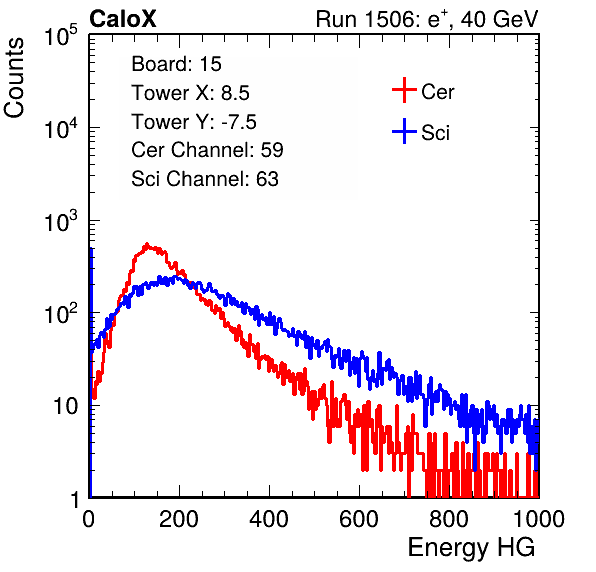 CaloX Run 1506: e⁺, 40 GeV
Counts
10⁵
10⁴
10³
10²
10
1
Board: 15
Tower X: 8.5
Tower Y: -7.5
Cer Channel: 59
Sci Channel: 63
Cer
Sci
0 200 400 600 800 1000
Energy HG